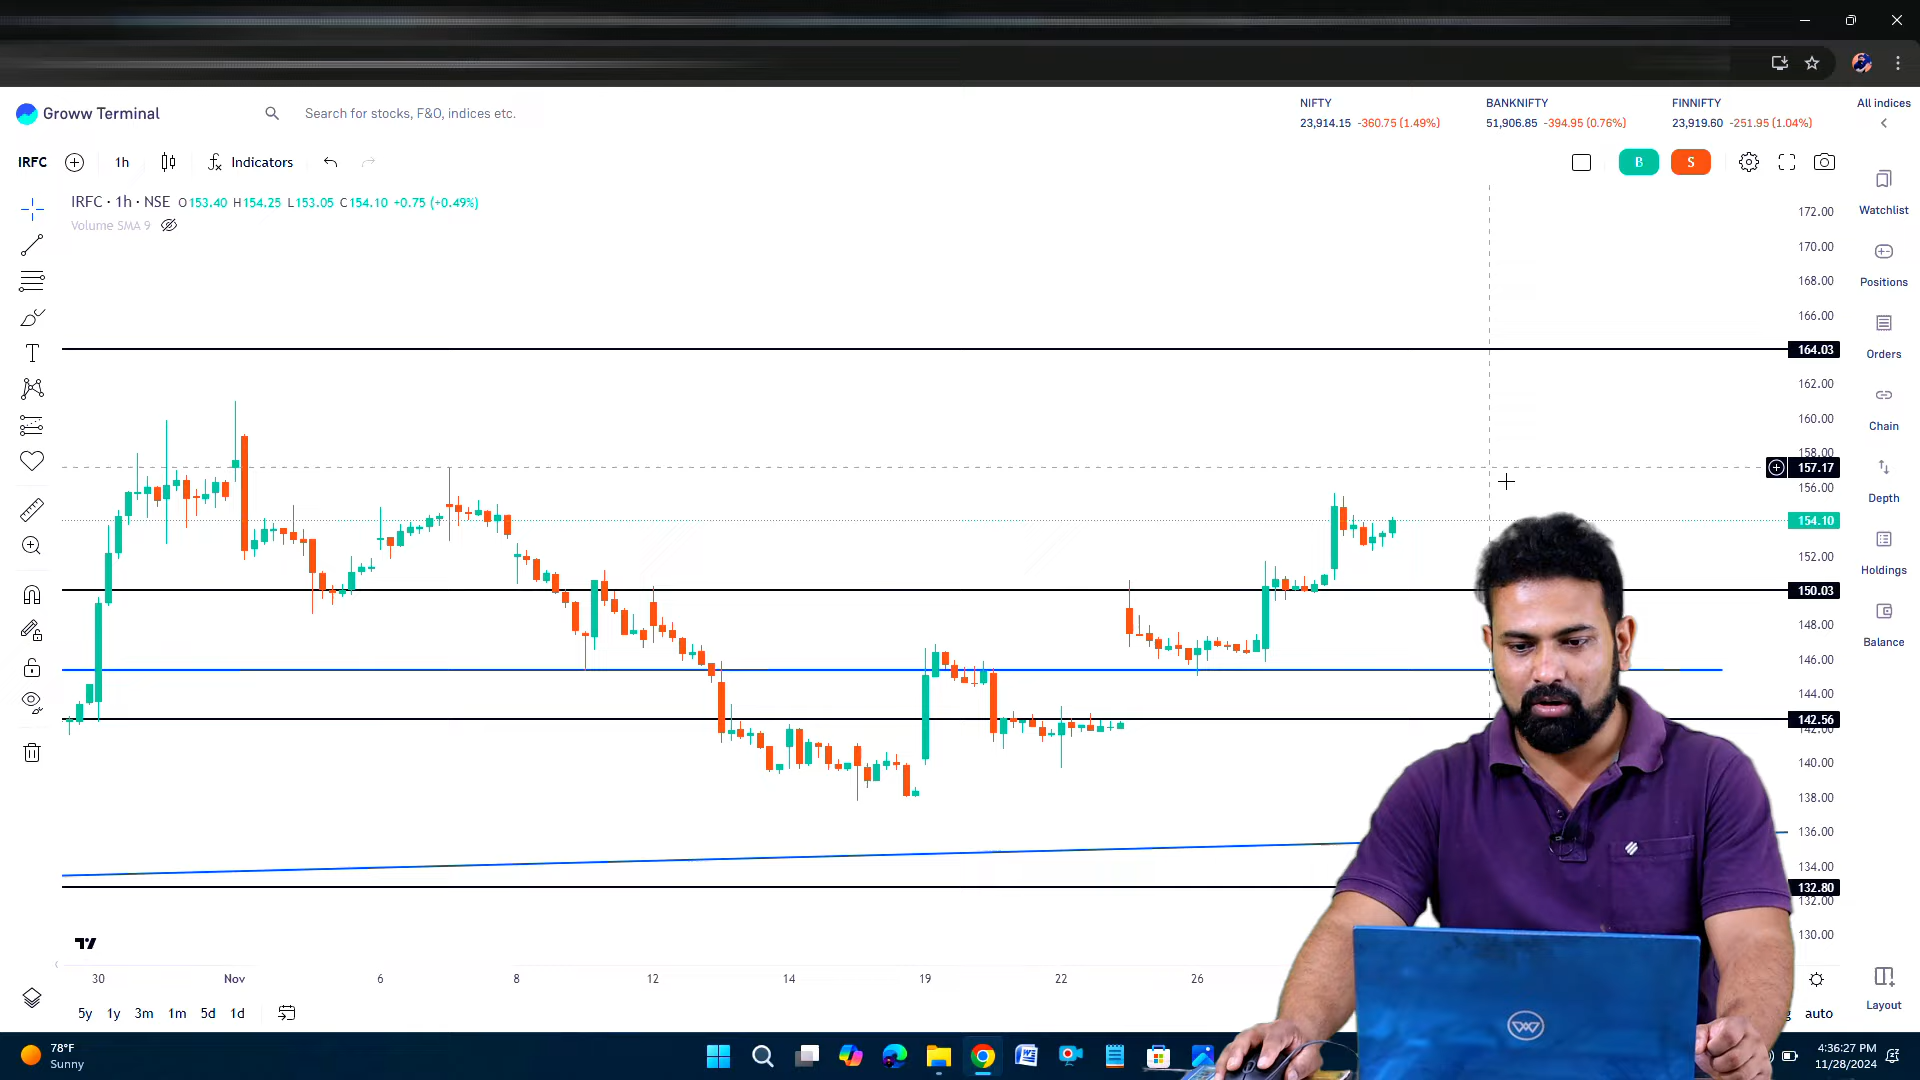 Groww Terminal
Search for stocks, F&O, indices etc.
NIFTY
23,914.15 -360.75 (1.49%)
BANKNIFTY
51,906.85 -394.95 (0.76%)
FINNIFTY
23,919.60 -251.95 (1.04%)
All indices
IRFC
1h
Indicators
B
S
IRFC · 1h · NSE O153.40 H154.25 L153.05 C154.10 +0.75 (+0.49%)
Volume SMA 9
172.00
170.00
168.00
166.00
164.03
162.00
160.00
158.00
157.17
156.00
154.10
152.00
150.03
148.00
146.00
144.00
142.56
142.00
140.00
138.00
136.00
134.00
132.80
132.00
130.00
Watchlist
Positions
Orders
Chain
Depth
Holdings
Balance
Layout
30
Nov
6
8
12
14
19
22
26
5y
1y
3m
1m
5d
1d
auto
78°F
Sunny
4:36:27 PM
11/28/2024